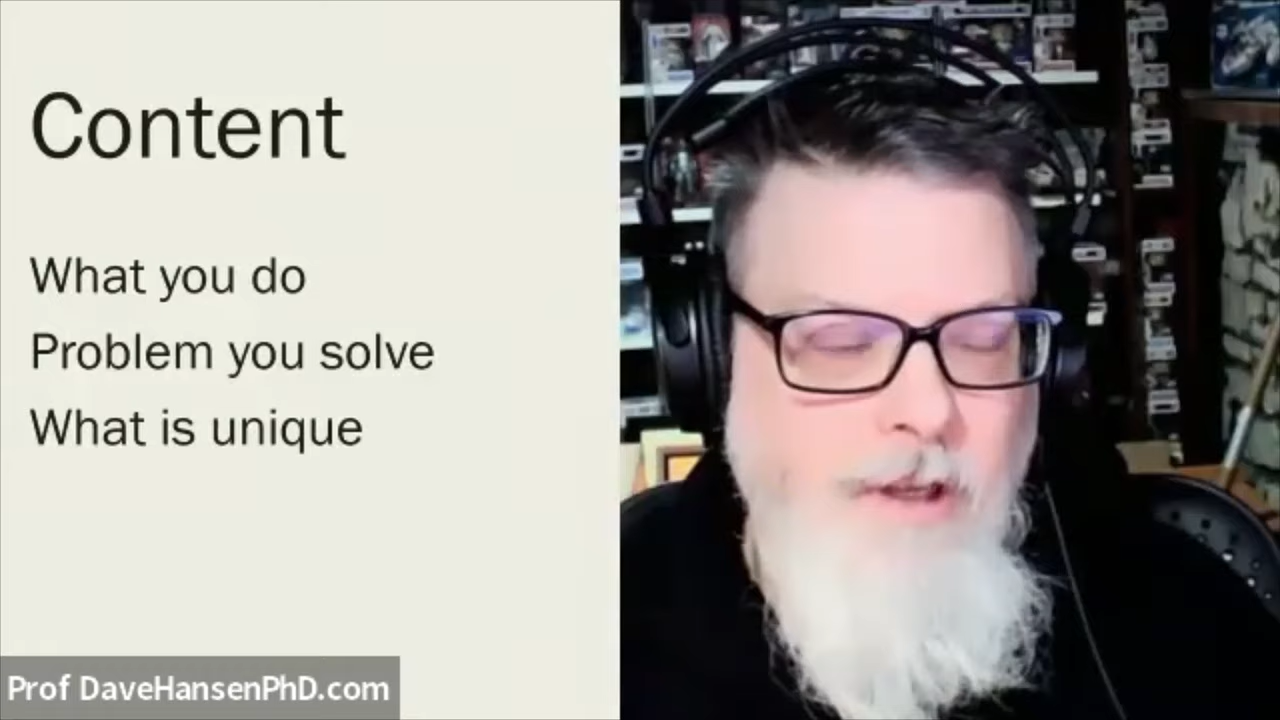 Content
What you do
Problem you solve
What is unique
Prof DaveHansenPhD.com